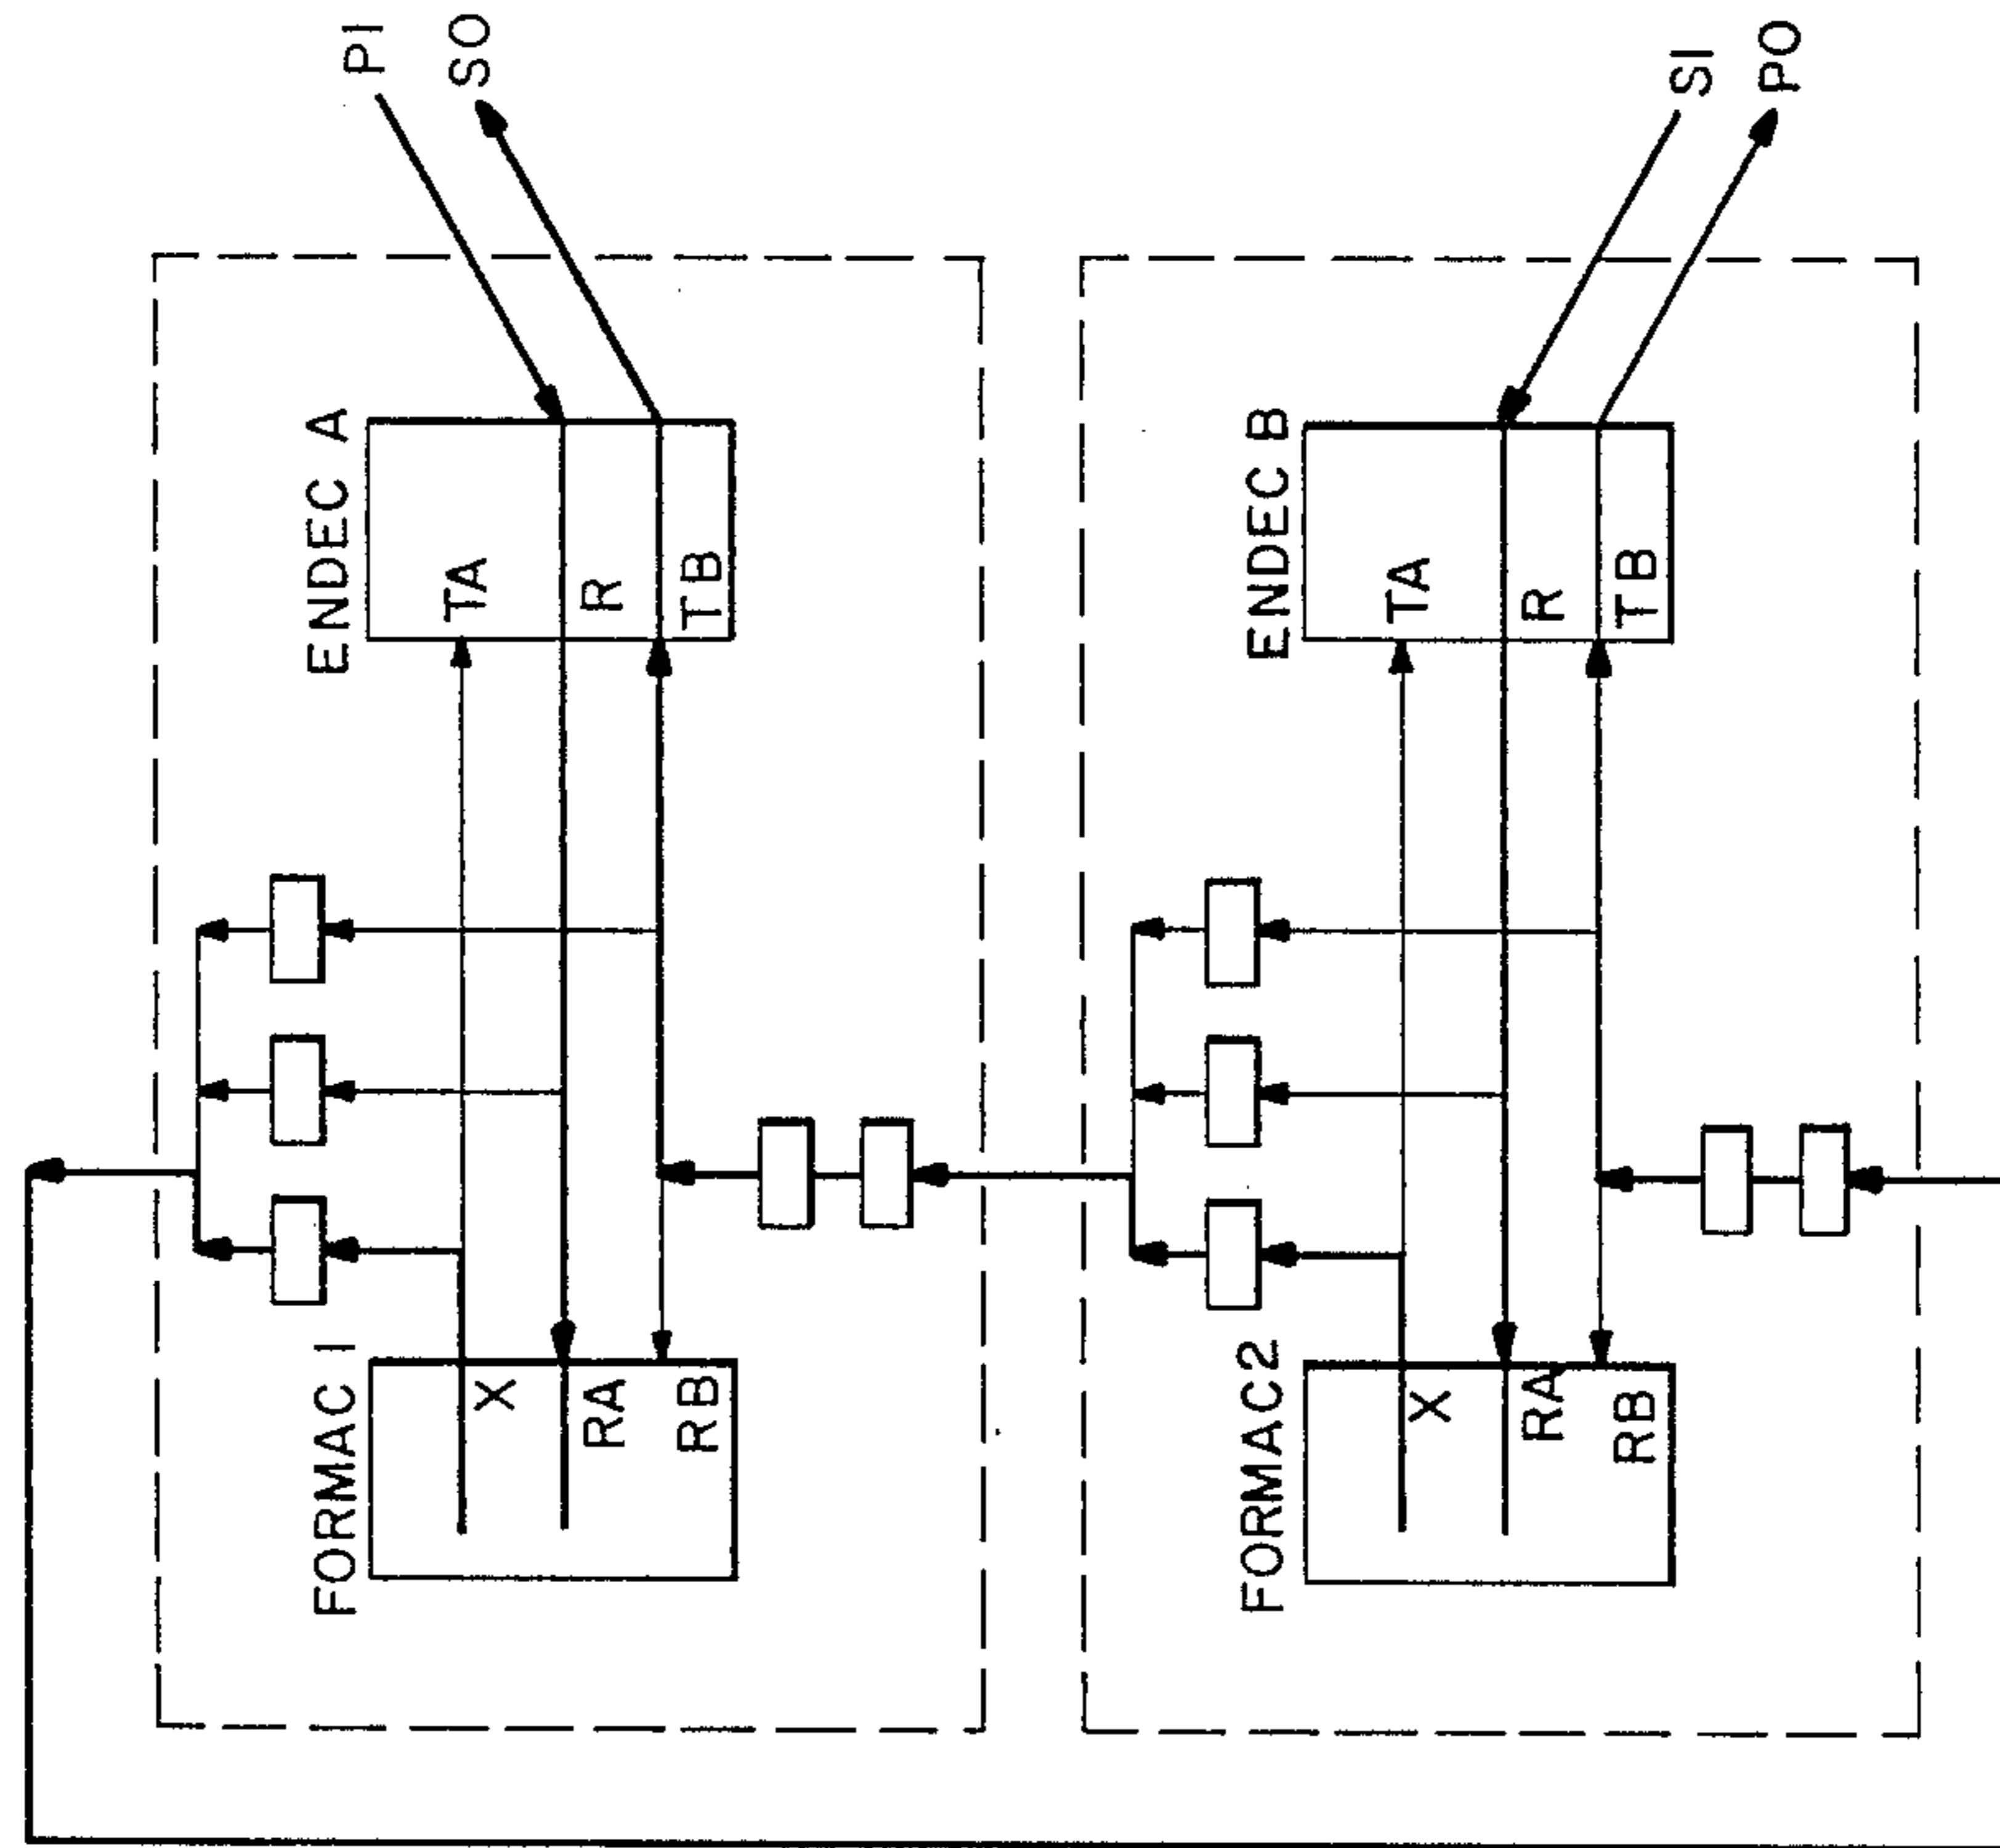 PI
SO
ENDEC A
TA
R
TB
FORMAC 1
X
RA
RB
SI
PO
ENDEC B
TA
R
TB
FORMAC2
X
RA
RB